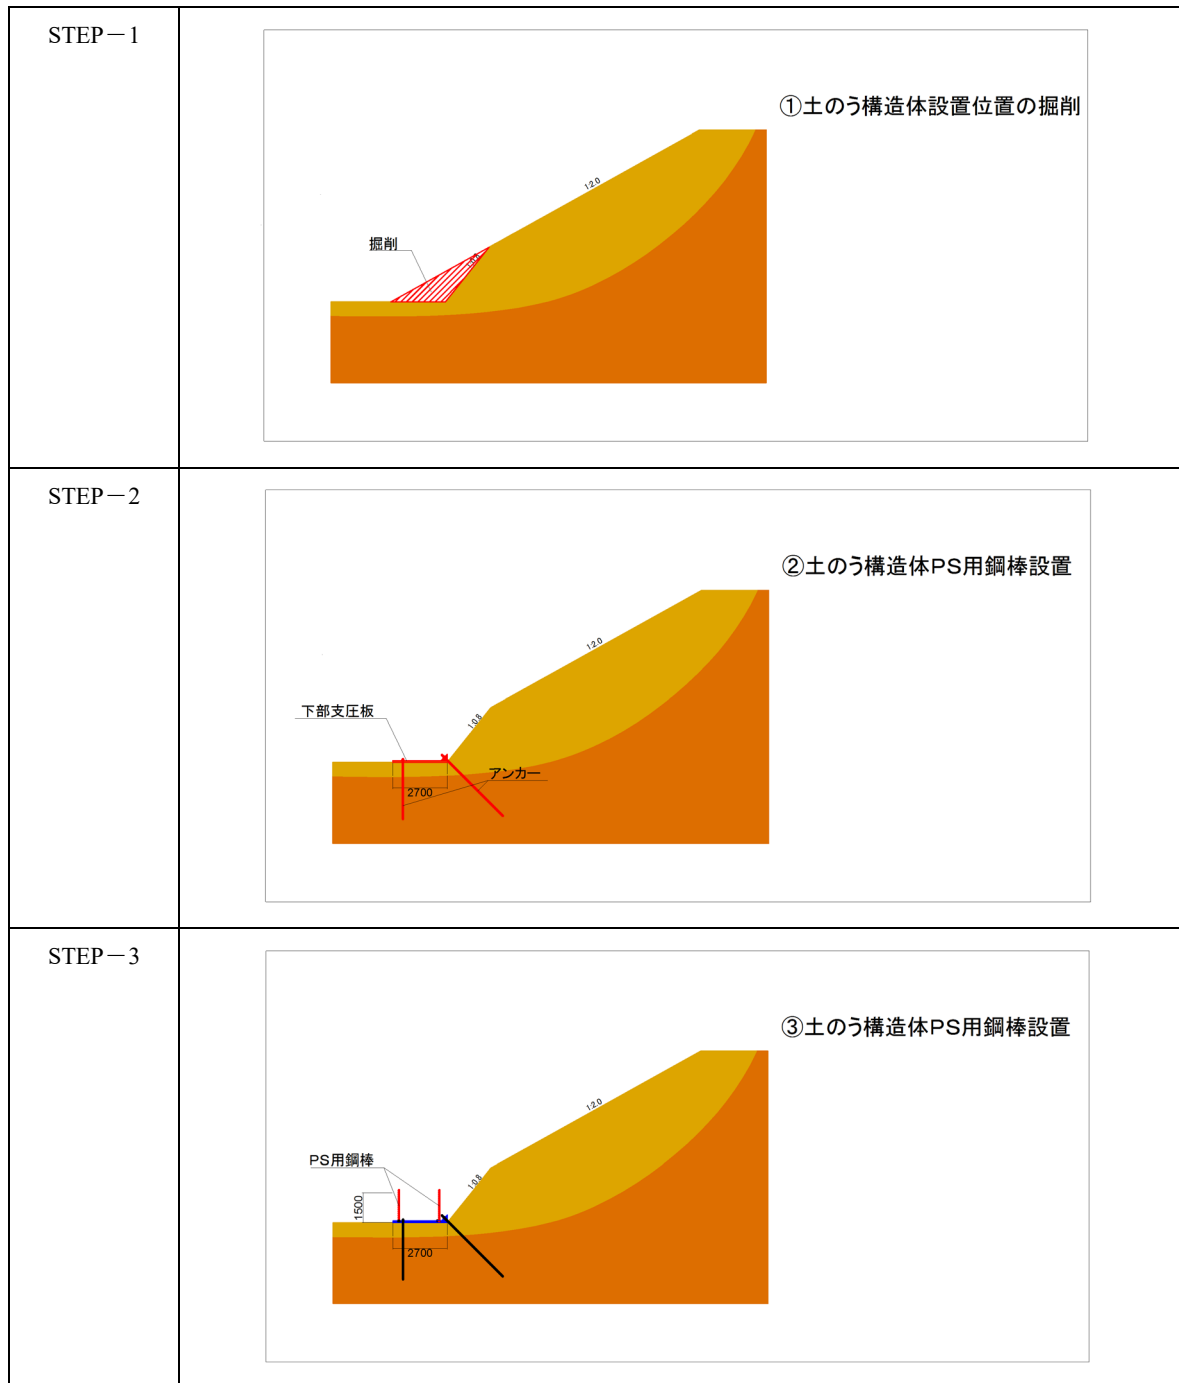 STEP－1
①土のう構造体設置位置の掘削
1:2.0
掘削
STEP－2
②土のう構造体PS用鋼棒設置
1:2.0
1:0.8
下部支圧板
アンカー
2700
STEP－3
③土のう構造体PS用鋼棒設置
1:2.0
1:0.8
PS用鋼棒
1500
2700